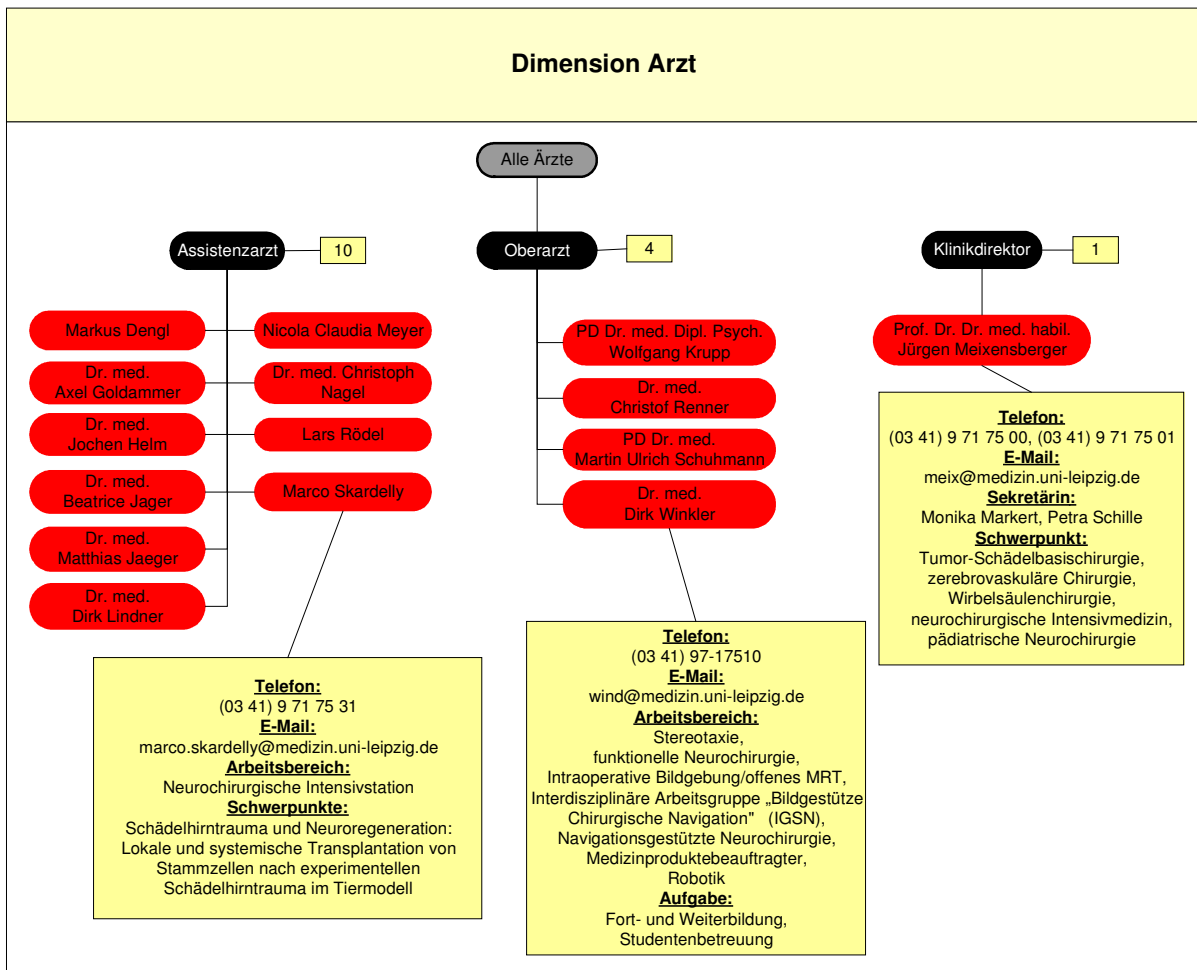 Dimension Arzt
Alle Ärzte
Assistenzarzt
10
Oberarzt
4
Klinikdirektor
1
Markus Dengl
Nicola Claudia Meyer
Dr. med.
Axel Goldammer
Dr. med. Christoph
Nagel
Dr. med.
Jochen Helm
Lars Rödel
Dr. med.
Beatrice Jager
Marco Skardelly
Dr. med.
Matthias Jaeger
Dr. med.
Dirk Lindner
PD Dr. med. Dipl. Psych.
Wolfgang Krupp
Dr. med.
Christof Renner
PD Dr. med.
Martin Ulrich Schuhmann
Dr. med.
Dirk Winkler
Prof. Dr. Dr. med. habil.
Jürgen Meixensberger
Telefon:
(03 41) 9 71 75 31
E-Mail:
marco.skardelly@medizin.uni-leipzig.de
Arbeitsbereich:
Neurochirurgische Intensivstation
Schwerpunkte:
Schädelhirntrauma und Neuroregeneration:
Lokale und systemische Transplantation von
Stammzellen nach experimentellen
Schädelhirntrauma im Tiermodell
Telefon:
(03 41) 97-17510
E-Mail:
wind@medizin.uni-leipzig.de
Arbeitsbereich:
Stereotaxie,
funktionelle Neurochirurgie,
Intraoperative Bildgebung/offenes MRT,
Interdisziplinäre Arbeitsgruppe „Bildgestütze
Chirurgische Navigation" (IGSN),
Navigationsgestützte Neurochirurgie,
Medizinproduktebeauftragter,
Robotik
Aufgabe:
Fort- und Weiterbildung,
Studentenbetreuung
Telefon:
(03 41) 9 71 75 00, (03 41) 9 71 75 01
E-Mail:
meix@medizin.uni-leipzig.de
Sekretärin:
Monika Markert, Petra Schille
Schwerpunkt:
Tumor-Schädelbasischirurgie,
zerebrovaskuläre Chirurgie,
Wirbelsäulenchirurgie,
neurochirurgische Intensivmedizin,
pädiatrische Neurochirurgie